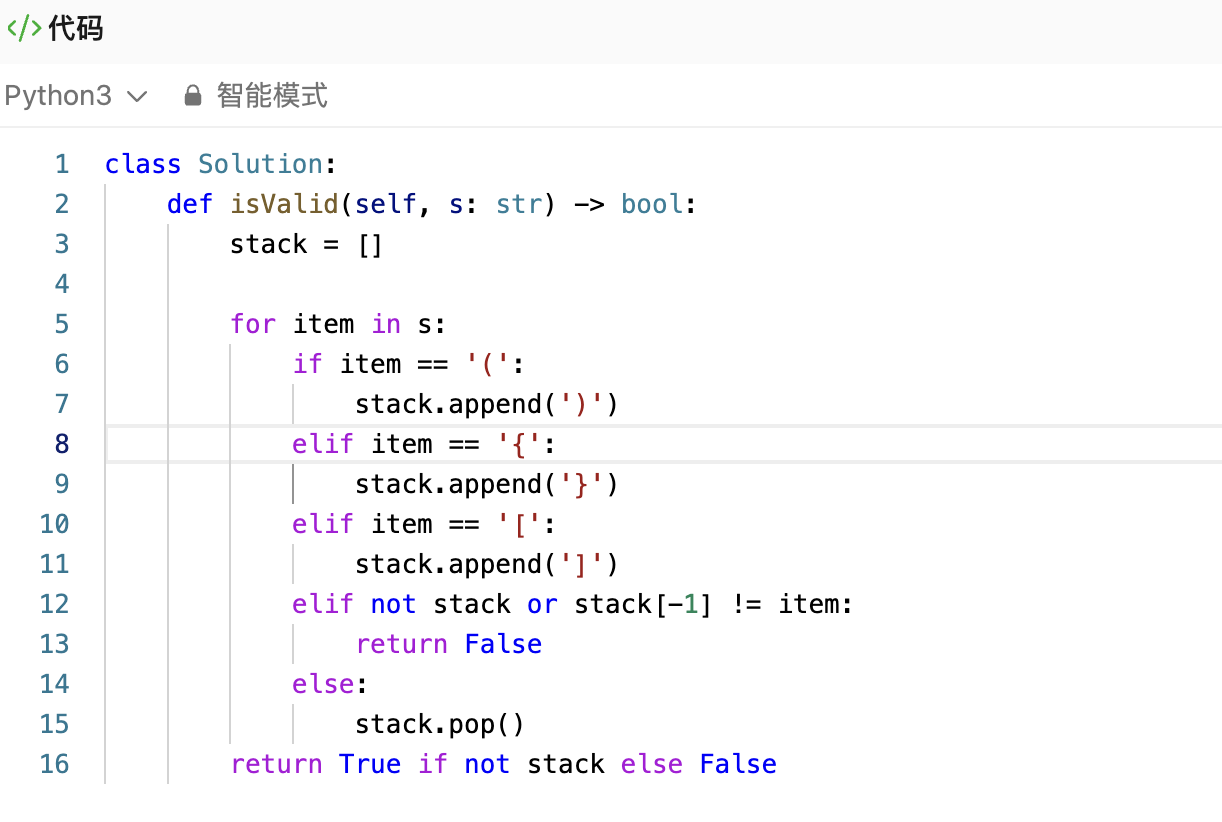 </> 代码
Python3 智能模式
1 class Solution:
2     def isValid(self, s: str) -> bool:
3         stack = []
4
5         for item in s:
6             if item == '(':
7                 stack.append(')')
8             elif item == '{':
9                 stack.append('}')
10             elif item == '[':
11                 stack.append(']')
12             elif not stack or stack[-1] != item:
13                 return False
14             else:
15                 stack.pop()
16         return True if not stack else False